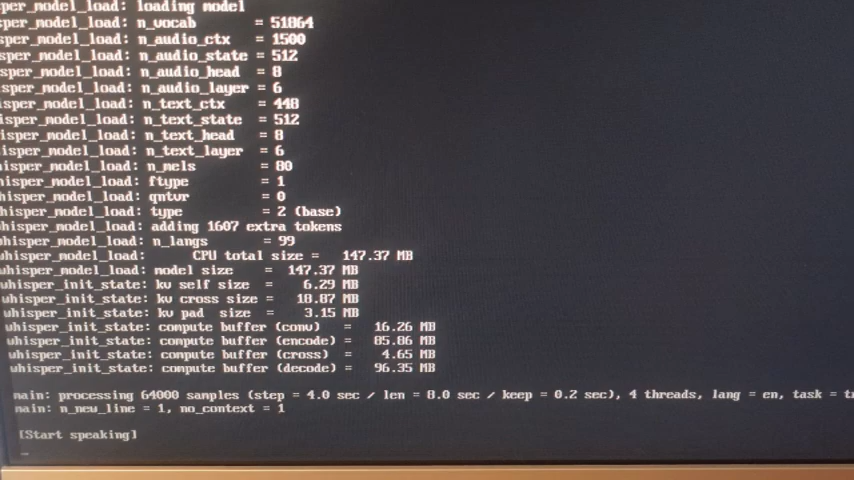 per_model_load: loading model
sper_model_load: n_vocab = 51864
sper_model_load: n_audio_ctx = 1500
sper_model_load: n_audio_state = 512
sper_model_load: n_audio_head = 8
sper_model_load: n_audio_layer = 6
isper_model_load: n_text_ctx = 448
isper_model_load: n_text_state = 512
isper_model_load: n_text_head = 8
isper_model_load: n_text_layer = 6
isper_model_load: n_mels = 80
hisper_model_load: ftype = 1
hisper_model_load: qntvr = 0
hisper_model_load: type = 2 (base)
hisper_model_load: adding 1607 extra tokens
whisper_model_load: n_langs = 99
whisper_model_load: CPU total size = 147.37 MB
whisper_model_load: model size = 147.37 MB
whisper_init_state: kv self size = 6.29 MB
whisper_init_state: kv cross size = 18.87 MB
whisper_init_state: kv pad size = 3.15 MB
whisper_init_state: compute buffer (conv) = 16.26 MB
whisper_init_state: compute buffer (encode) = 85.86 MB
whisper_init_state: compute buffer (cross) = 4.65 MB
whisper_init_state: compute buffer (decode) = 96.35 MB
main: processing 64000 samples (step = 4.0 sec / len = 8.0 sec / keep = 0.2 sec), 4 threads, lang = en, task = tr
main: n_new_line = 1, no_context = 1
[Start speaking]